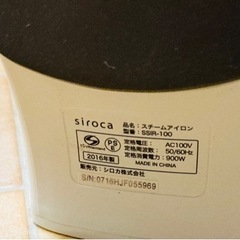 siroca
品名：スチームアイロン
型番：SSIR-100
PS
E
定格電圧： AC100V
定格周波数： 50/60Hz
定格消費電力： 900W
2016年製
MADE IN CHINA
販売元：シロカ株式会社
S/N:0716HJF055969